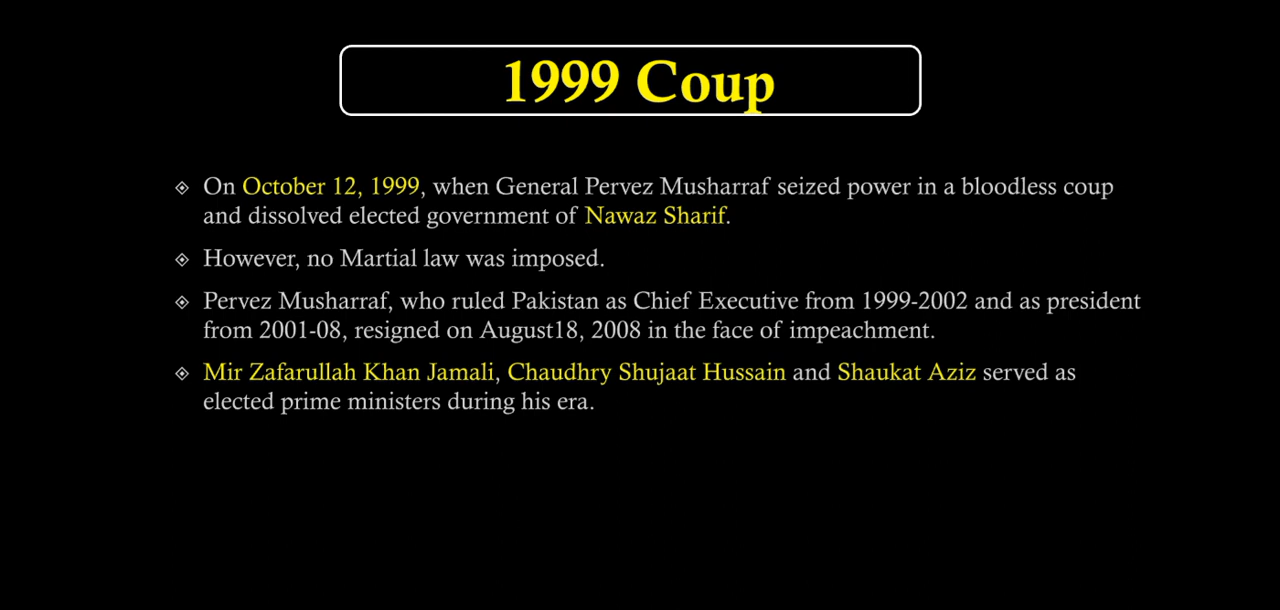 1999 Coup
On October 12, 1999, when General Pervez Musharraf seized power in a bloodless coup
and dissolved elected government of Nawaz Sharif.
However, no Martial law was imposed.
Pervez Musharraf, who ruled Pakistan as Chief Executive from 1999-2002 and as president
from 2001-08, resigned on August18, 2008 in the face of impeachment.
Mir Zafarullah Khan Jamali, Chaudhry Shujaat Hussain and Shaukat Aziz served as
elected prime ministers during his era.